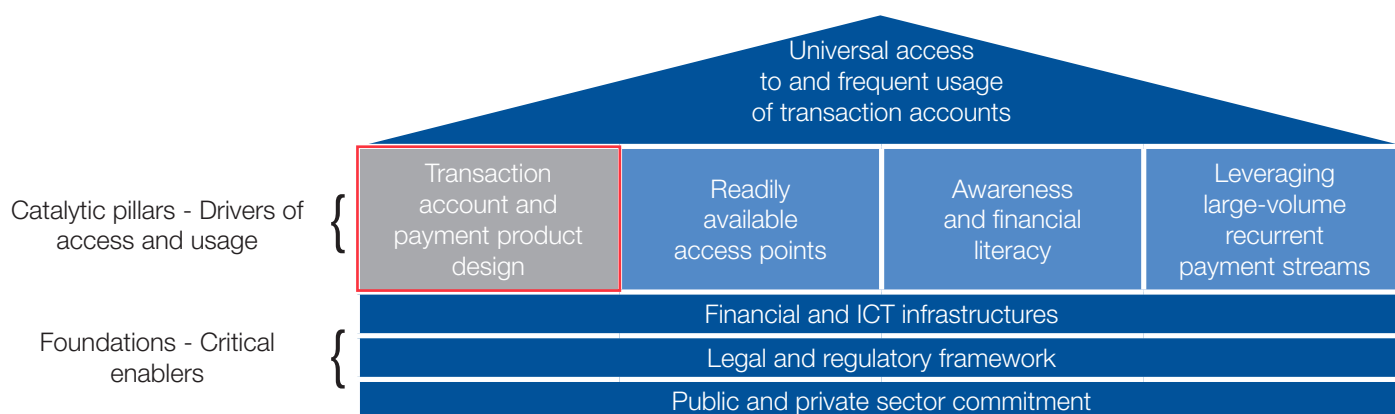 Universal access
to and frequent usage
of transaction accounts
Catalytic pillars - Drivers of
access and usage
Transaction
account and
payment product
design
Readily
available
access points
Awareness
and financial
literacy
Leveraging
large-volume
recurrent
payment streams
Foundations - Critical
enablers
Financial and ICT infrastructures
Legal and regulatory framework
Public and private sector commitment